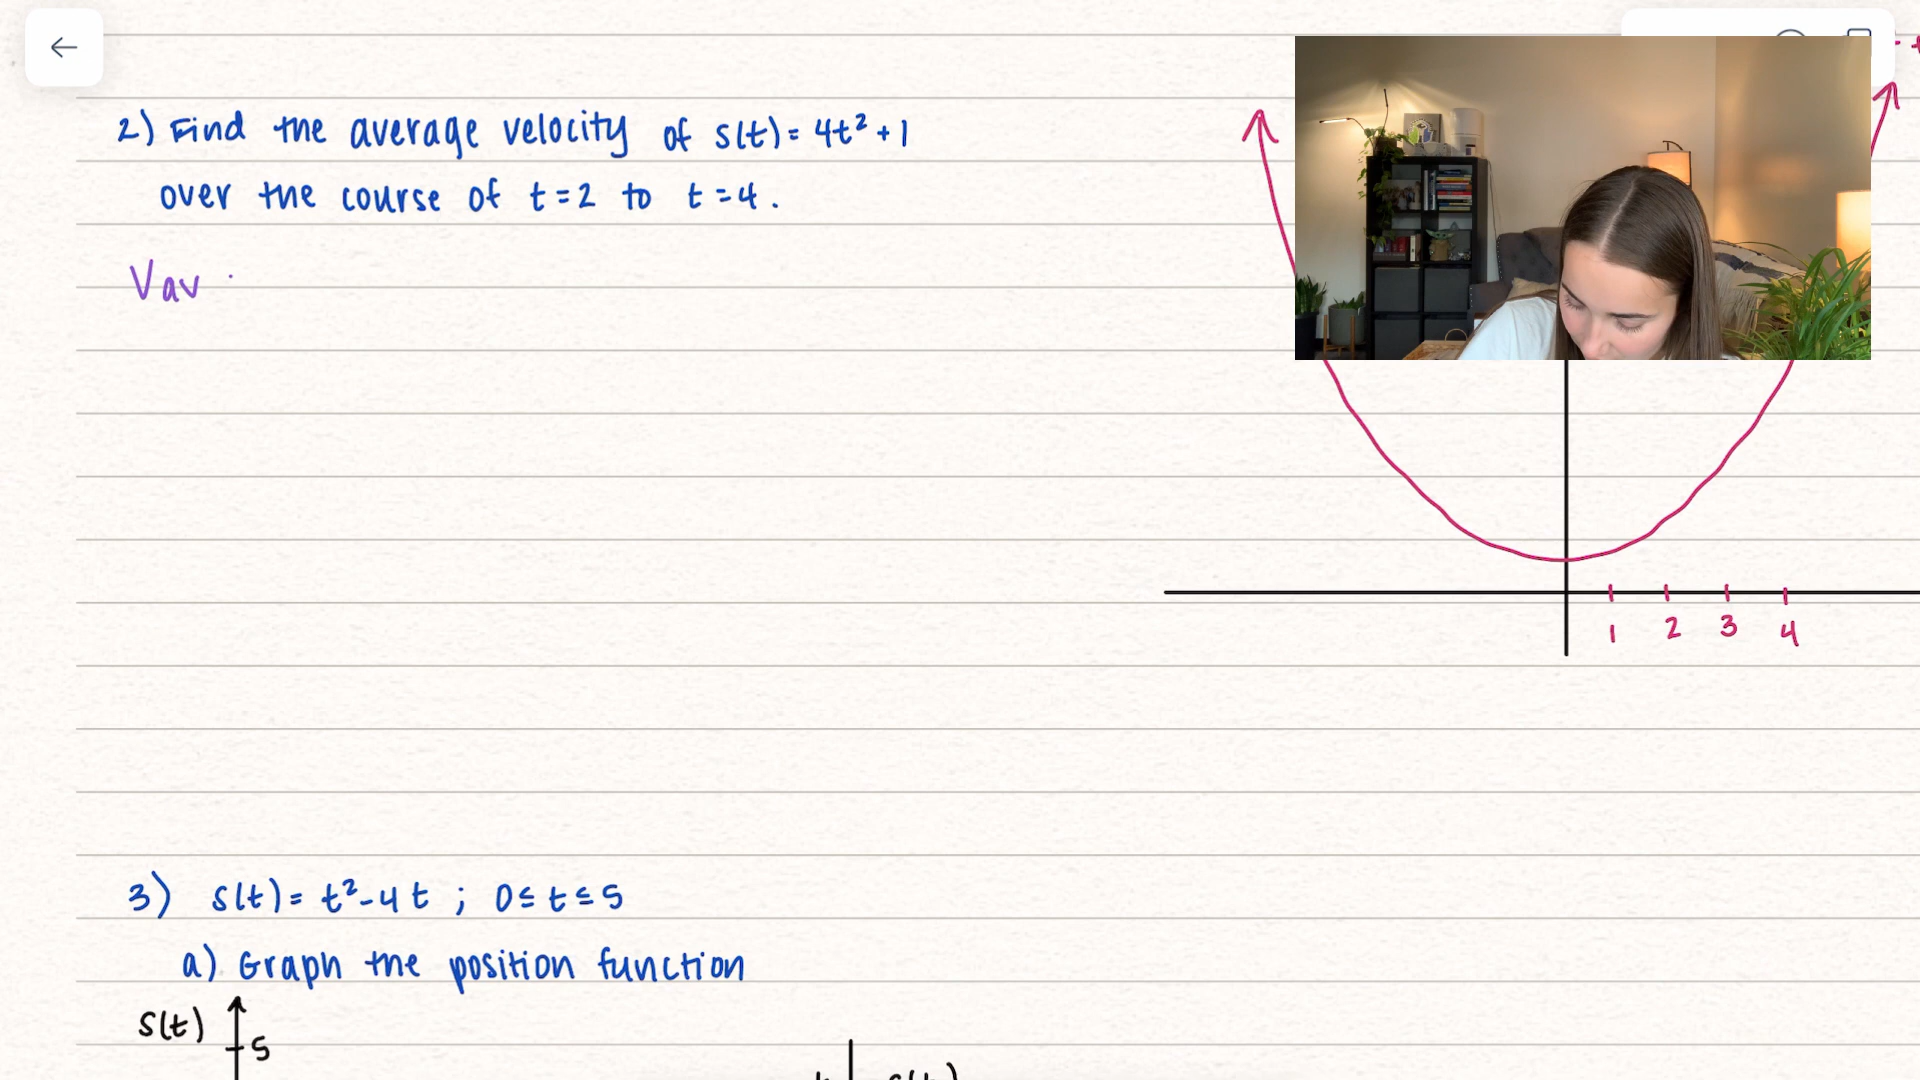 2) Find the average velocity of s(t) = 4t² + 1
over the course of t = 2 to t = 4.
Vav
1 2 3 4
3) s(t) = t² - 4t ; 0 ≤ t ≤ 5
a) Graph the position function
s(t)
5